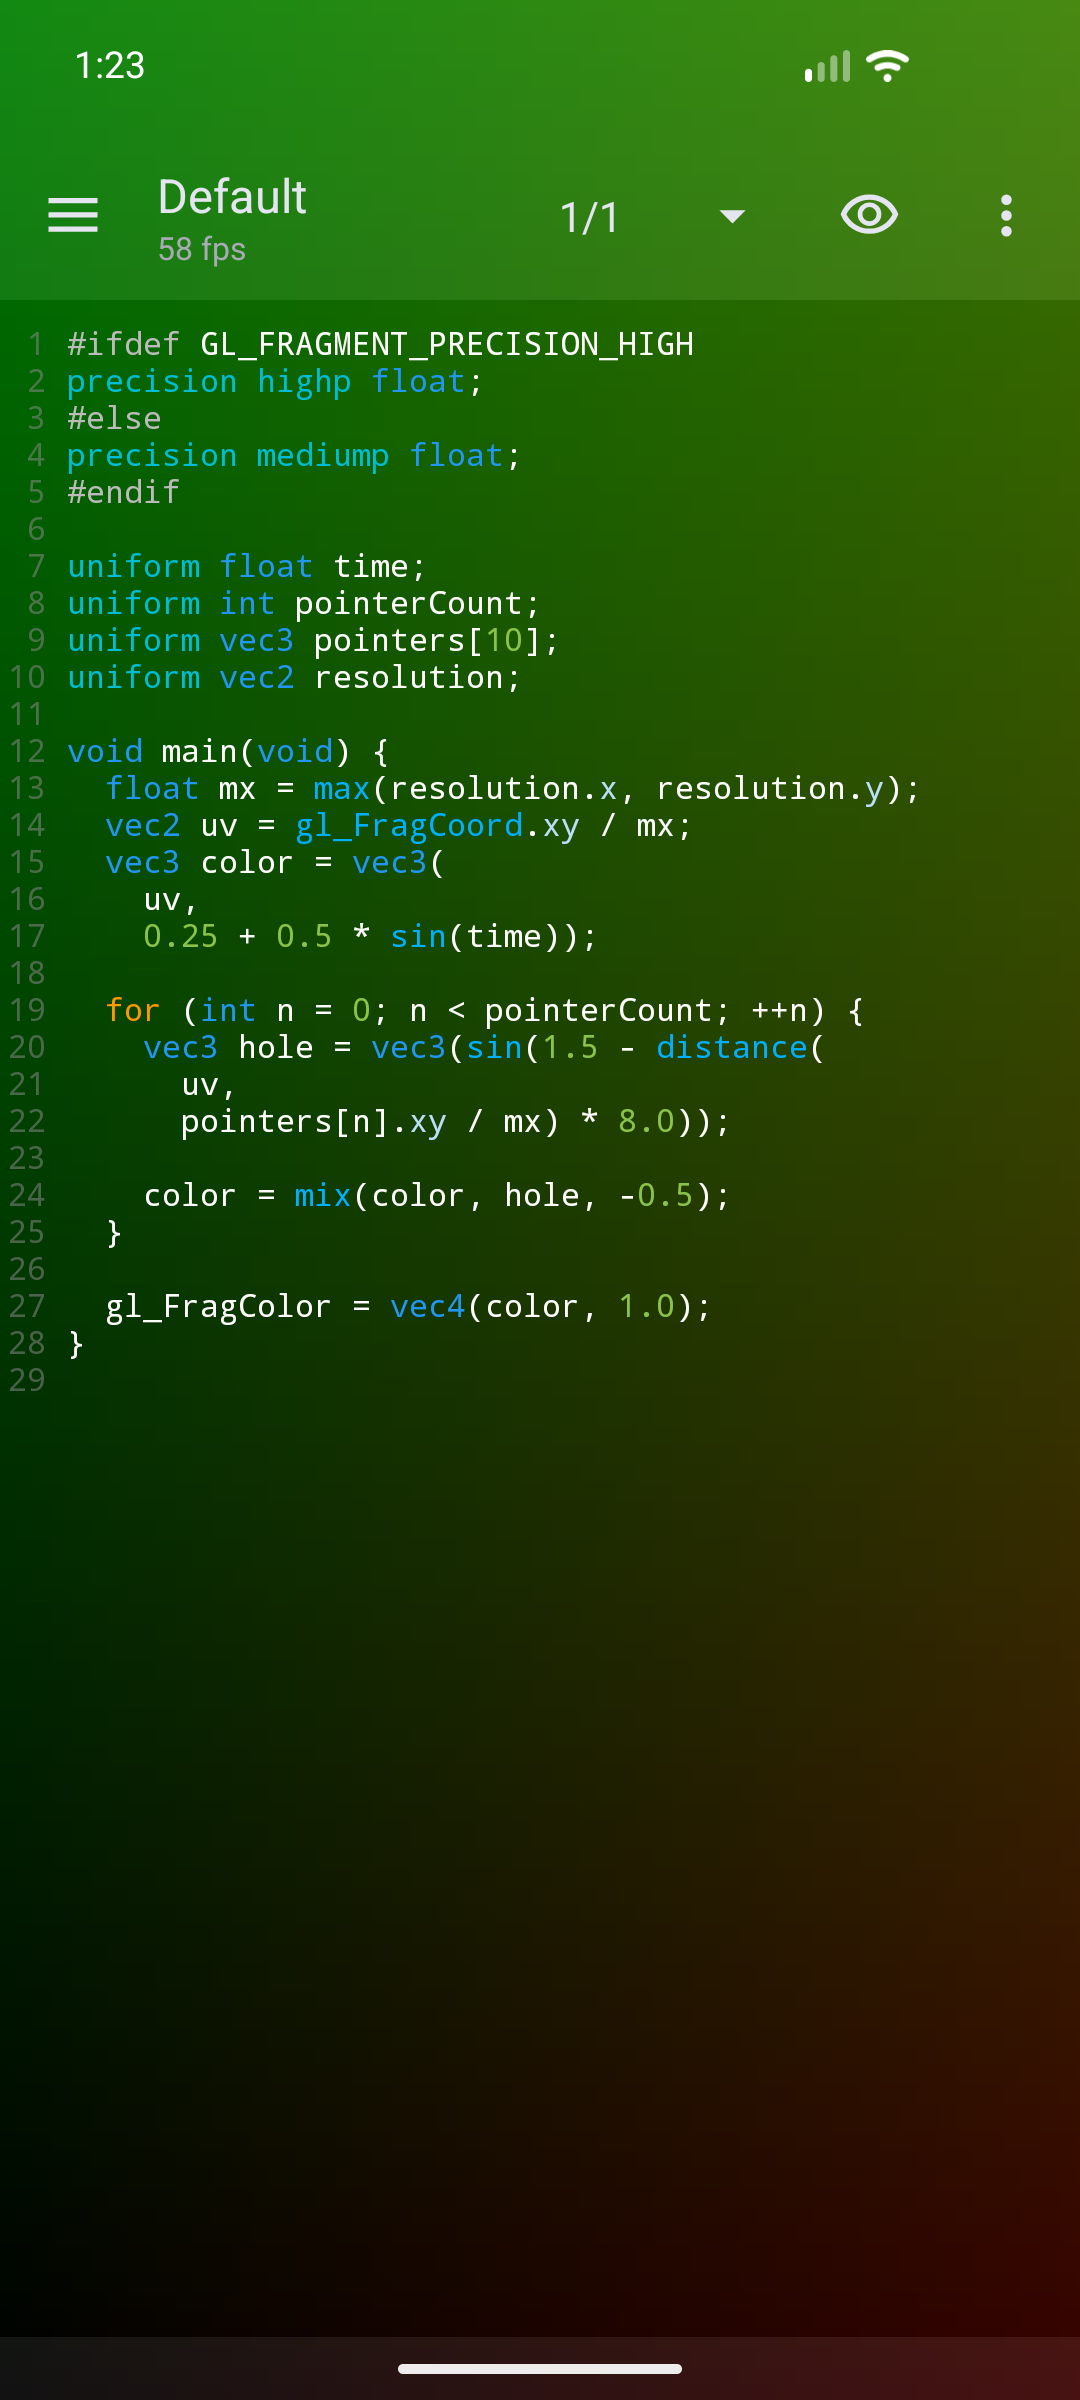 1:23
Default
58 fps
1/1
1 #ifdef GL_FRAGMENT_PRECISION_HIGH
2 precision highp float;
3 #else
4 precision mediump float;
5 #endif
6
7 uniform float time;
8 uniform int pointerCount;
9 uniform vec3 pointers[10];
10 uniform vec2 resolution;
11
12 void main(void) {
13   float mx = max(resolution.x, resolution.y);
14   vec2 uv = gl_FragCoord.xy / mx;
15   vec3 color = vec3(
16     uv,
17     0.25 + 0.5 * sin(time));
18
19   for (int n = 0; n < pointerCount; ++n) {
20     vec3 hole = vec3(sin(1.5 - distance(
21       uv,
22       pointers[n].xy / mx) * 8.0));
23
24     color = mix(color, hole, -0.5);
25   }
26
27   gl_FragColor = vec4(color, 1.0);
28 }
29